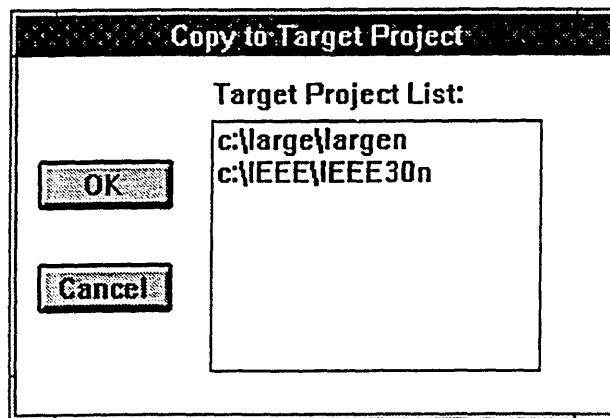 Copy to Target Project
Target Project List:
c:\large\largen
c:\IEEE\IEEE30n
OK
Cancel